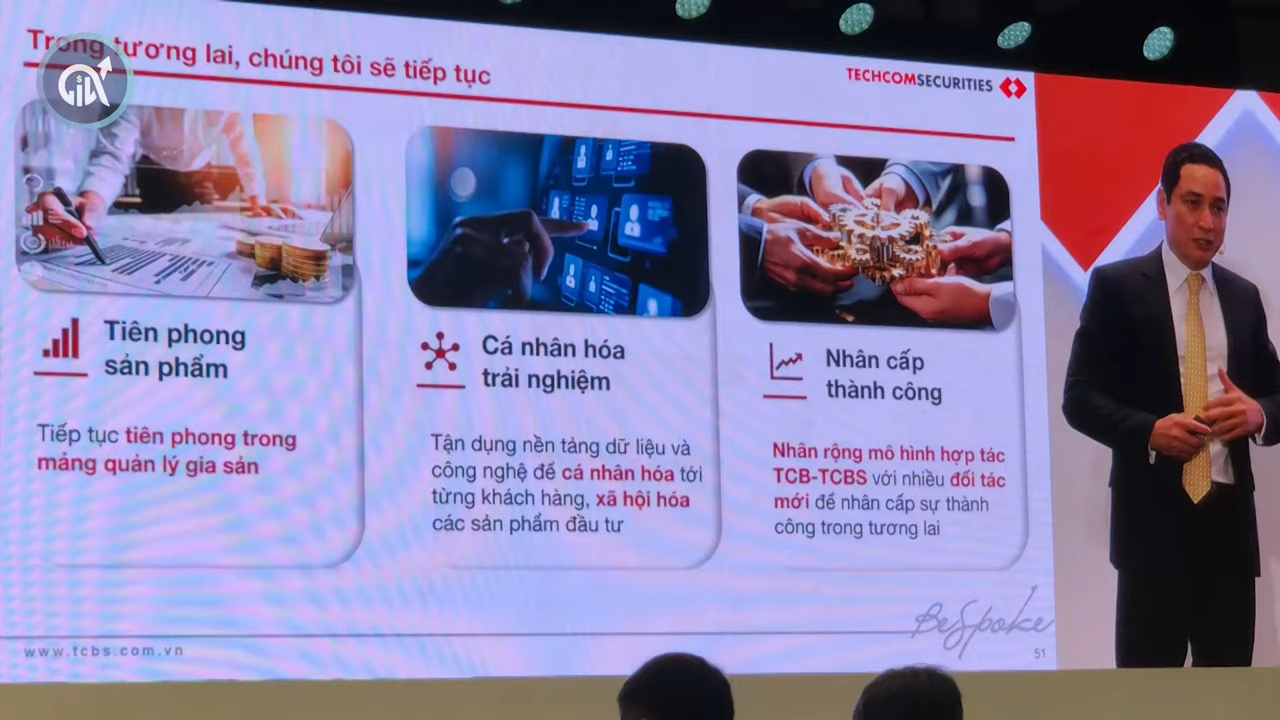 Trong tương lai, chúng tôi sẽ tiếp tục
GIA
TECHCOMSECURITIES
Tiên phong
sản phẩm
Tiếp tục tiên phong trong
mảng quản lý gia sản
Cá nhân hóa
trải nghiệm
Tận dụng nền tảng dữ liệu và
công nghệ để cá nhân hóa tới
từng khách hàng, xã hội hóa
các sản phẩm đầu tư
Nhân cấp
thành công
Nhân rộng mô hình hợp tác
TCB-TCBS với nhiều đối tác
mới để nhân cấp sự thành
công trong tương lai
BeSpoke
www.tcbs.com.vn
51